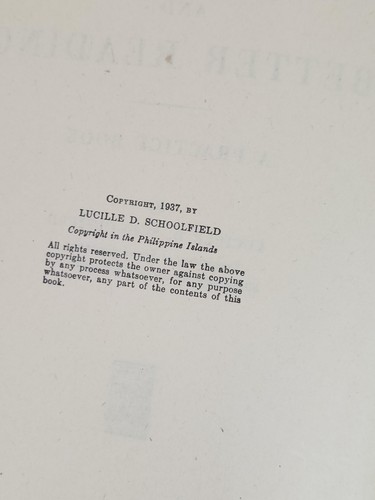 COPYRIGHT, 1937, BY
LUCILLE D. SCHOOLFIELD
Copyright in the Philippine Islands
All rights reserved. Under the law the above
copyright protects the owner against copying
by any process whatsoever, for any purpose
whatsoever, any part of the contents of this
book.